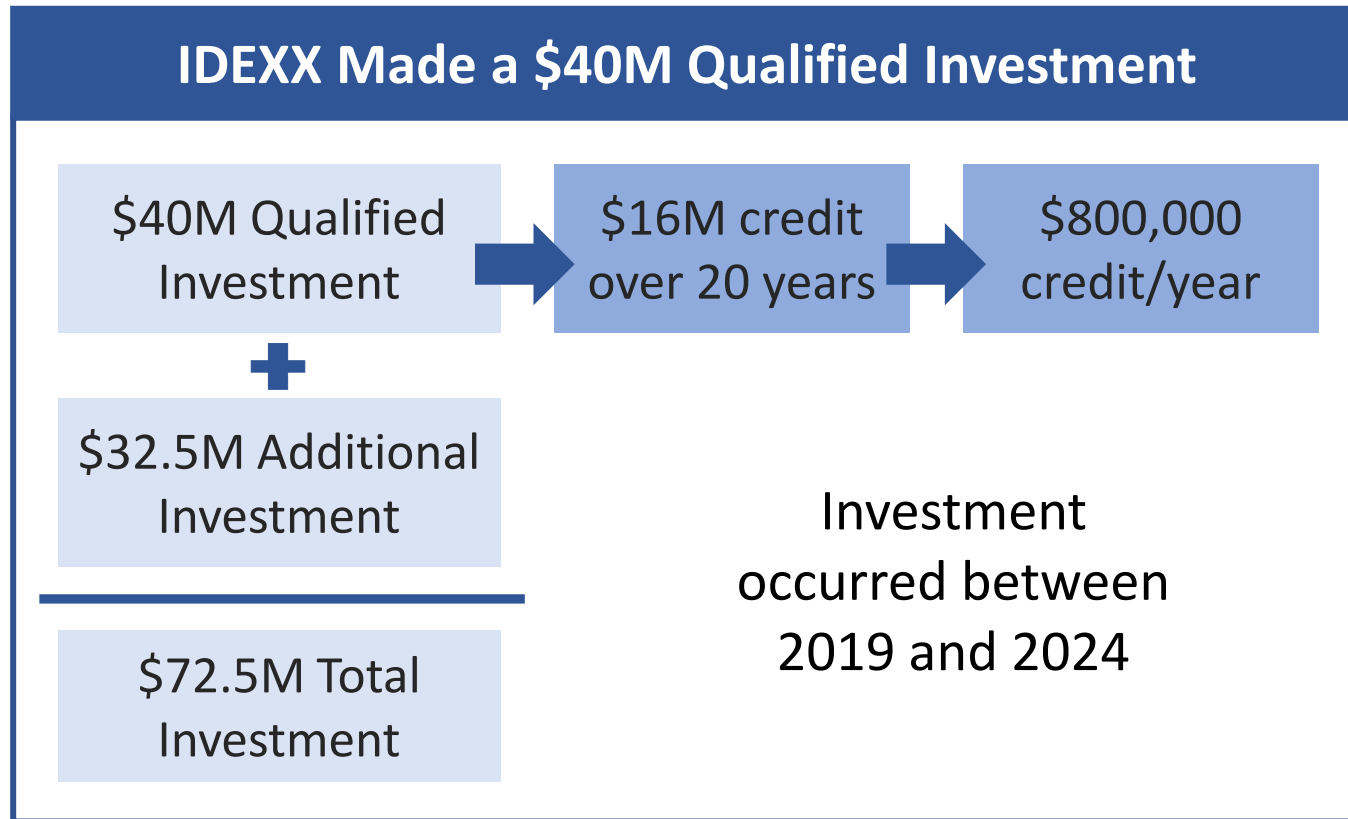 IDEXX Made a $40M Qualified Investment
$40M Qualified
Investment
$16M credit
over 20 years
$800,000
credit/year
$32.5M Additional
Investment
Investment
occurred between
2019 and 2024
$72.5M Total
Investment